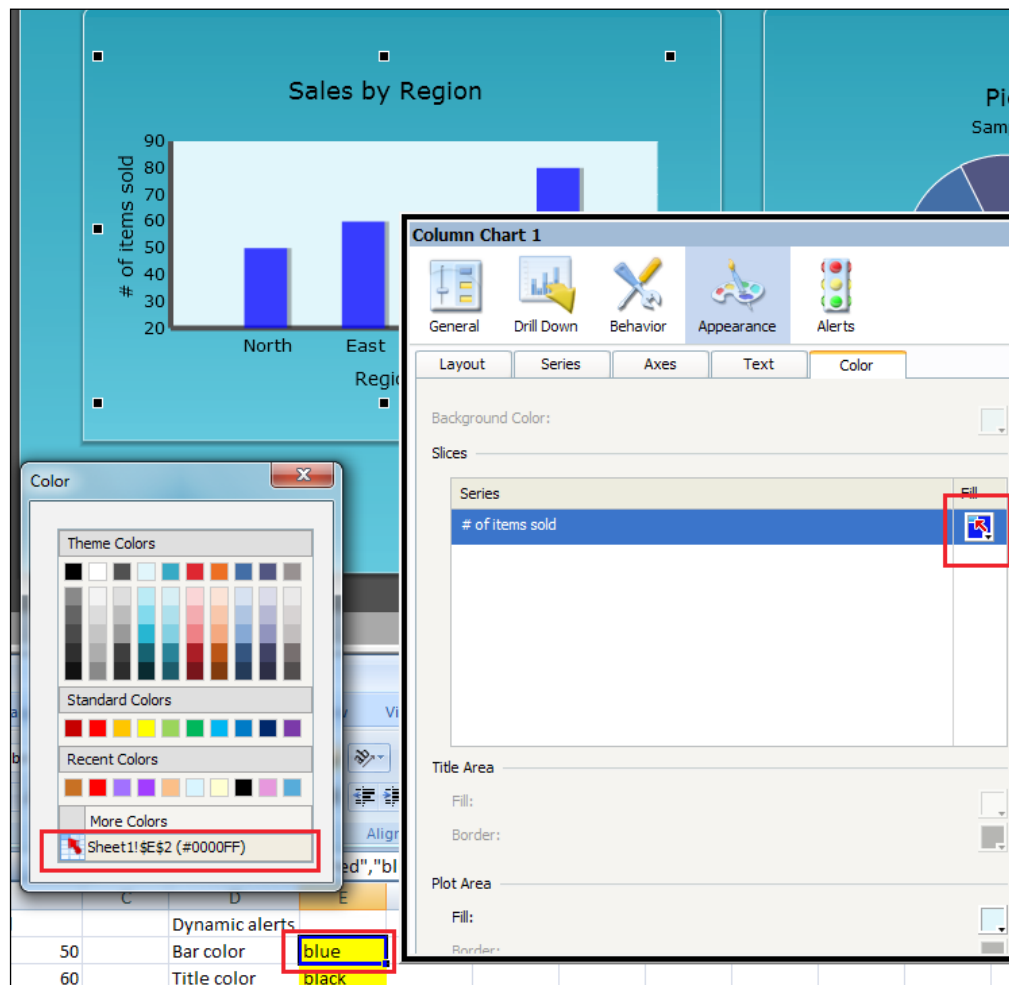 Sales by Region
# of items sold
90
80
70
60
50
40
30
20
North East
Column Chart 1
General Drill Down Behavior Appearance Alerts
Layout Series Axes Text Color
Background Color:
Slices
Series Fill
# of items sold
Title Area
Fill:
Border:
Plot Area
Fill:
Border:
Color
Theme Colors
Standard Colors
Recent Colors
More Colors
Sheet1!$E$2 (#0000FF)
C D E
Dynamic alerts
50 Bar color blue
60 Title color black